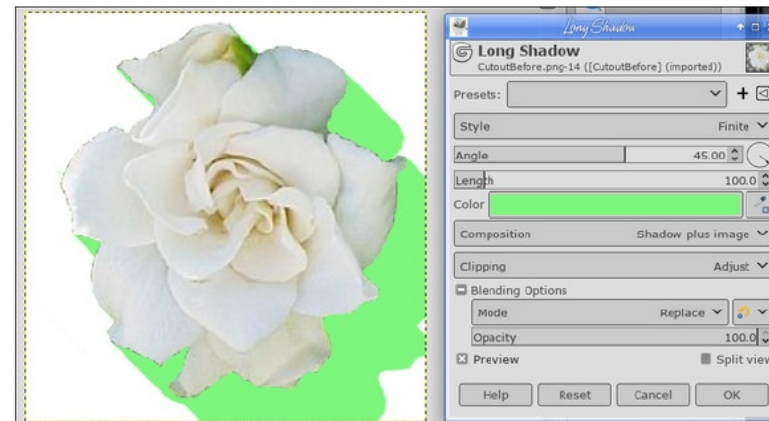 Long Shadow
Long Shadow
CutoutBefore.png-14 ([CutoutBefore] (imported))
Presets:
Style Finite
Angle 45.00
Length 100.0
Color
Composition Shadow plus image
Clipping Adjust
Blending Options
Mode Replace
Opacity 100.0
Preview Split view
Help Reset Cancel OK